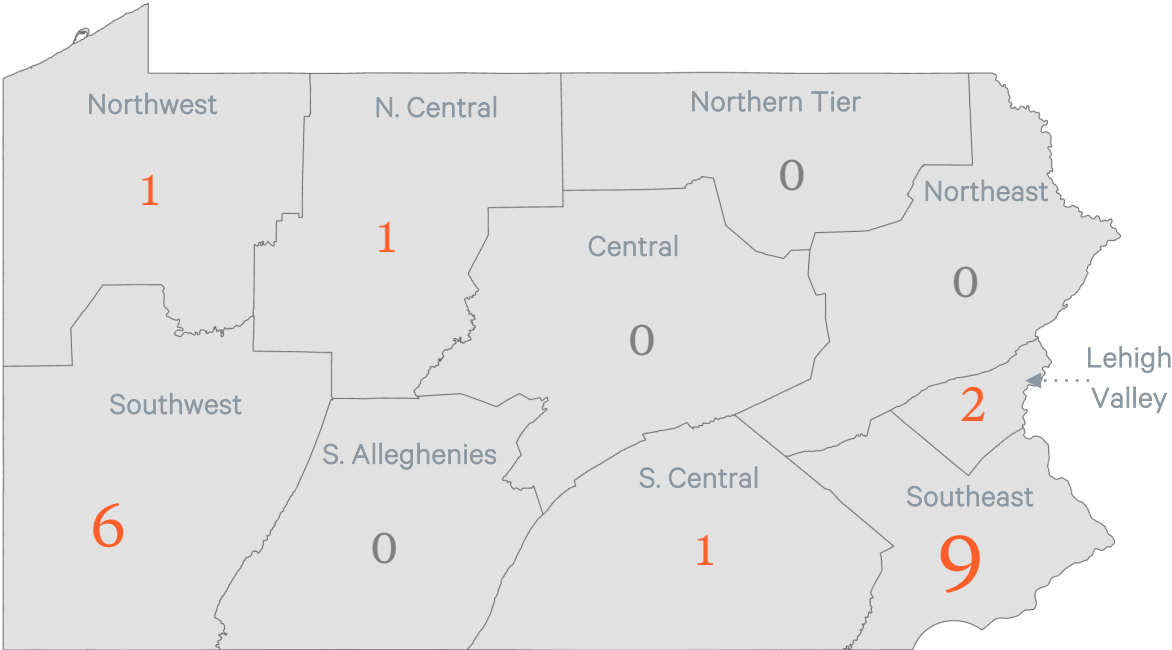 Northwest
1
N. Central
1
Northern Tier
0
Northeast
0
Central
0
Lehigh
Valley
2
Southwest
6
S. Alleghenies
0
S. Central
1
Southeast
9